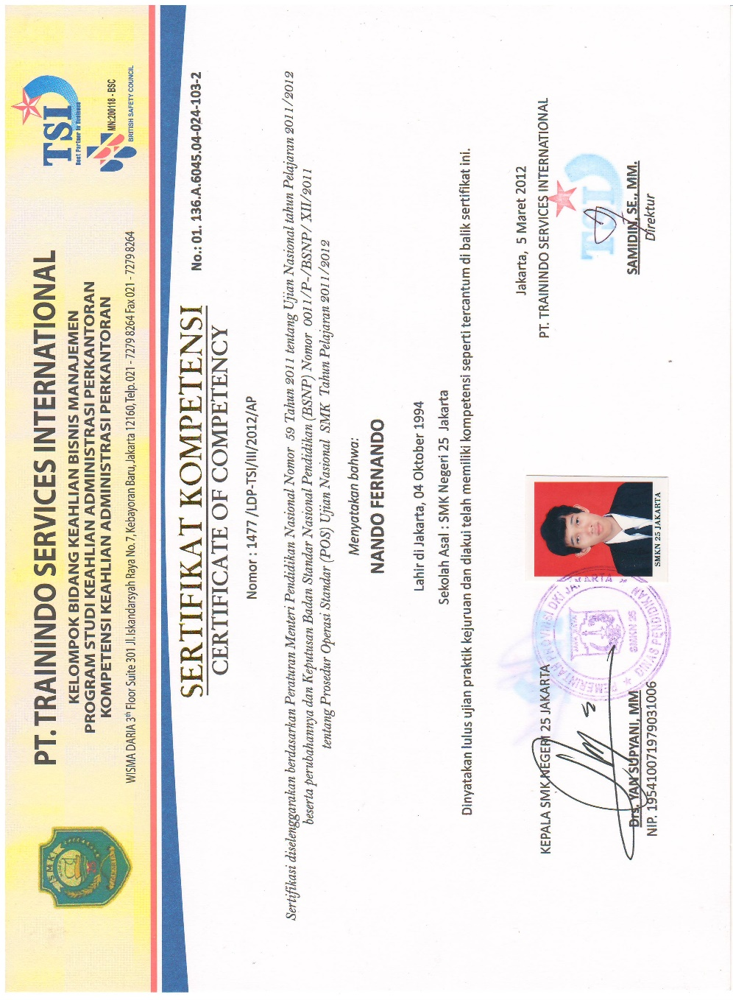 PT. TRAININDO SERVICES INTERNATIONAL
KELOMPOK BIDANG KEAHLIAN BISNIS MANAJEMEN
PROGRAM STUDI KEAHLIAN ADMINISTRASI PERKANTORAN
KOMPETENSI KEAHLIAN ADMINISTRASI PERKANTORAN
WISMA DARIA 3th Floor Suite 301 Jl.Iskandarsyah Raya No.7,Kebayoran Baru,Jakarta 12160,Telp. 021 - 7279 8264 Fax 021 - 7279 8264
SMK
TSI
Best Partner in Business
MN:200118 - BSC
BRITISH SAFETY COUNCIL
No.: 01. 136.A.6045.04-024-103-2
SERTIFIKAT KOMPETENSI
CERTIFICATE OF COMPETENCY
Nomor : 1477 /LDP-TSI/III/2012/AP
Sertifikasi diselenggarakan berdasarkan Peraturan Menteri Pendidikan Nasional Nomor 59 Tahun 2011 tentang Ujian Nasional tahun Pelajaran 2011/2012
beserta perubahannya dan Keputusan Badan Standar Nasional Pendidikan (BSNP) Nomor 0011/P-/BSNP/ XII/2011
tentang Prosedur Operasi Standar (POS) Ujian Nasional SMK Tahun Pelajaran 2011/2012
Menyatakan bahwa:
NANDO FERNANDO
Lahir di Jakarta, 04 Oktober 1994
Sekolah Asal : SMK Negeri 25 Jakarta
Dinyatakan lulus ujian praktik kejuruan dan diakui telah memiliki kompetensi seperti tercantum di balik sertifikat ini.
Jakarta, 5 Maret 2012
KEPALA SMK NEGERI 25 JAKARTA
PT. TRAININDO SERVICES INTERNATIONAL
PEMERINTAH PROVINSI DKI JAKARTA
SMKN 25
DINAS PENDIDIKAN
SMKN 25 JAKARTA
TSI
Drs. YAN SUPYANI, MM
NIP. 195410071979031006
SAMIDIN, SE., MM.
Direktur